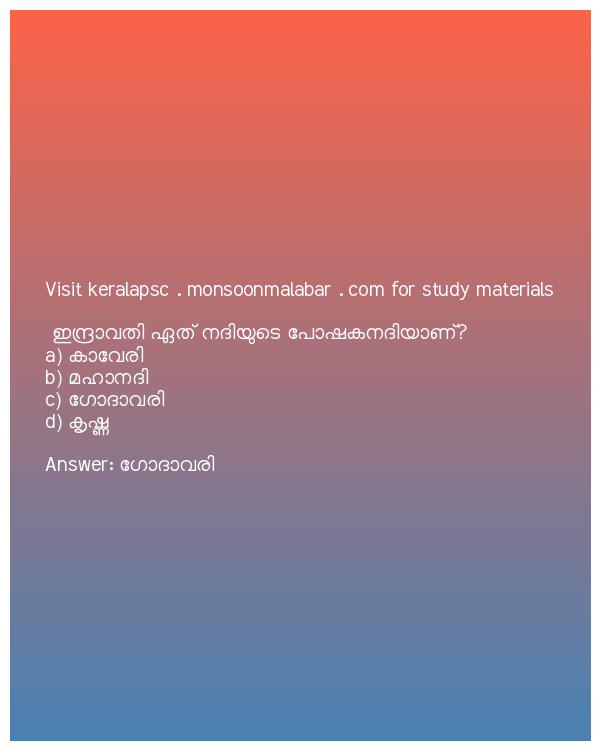 Visit keralapsc . monsoonmalabar . com for study materials
ഇന്ദ്രാവതി ഏത് നദിയുടെ പോഷകനദിയാണ്?
a) കാവേരി
b) മഹാനദി
c) ഗോദാവരി
d) കൃഷ്ണ
Answer: ഗോദാവരി